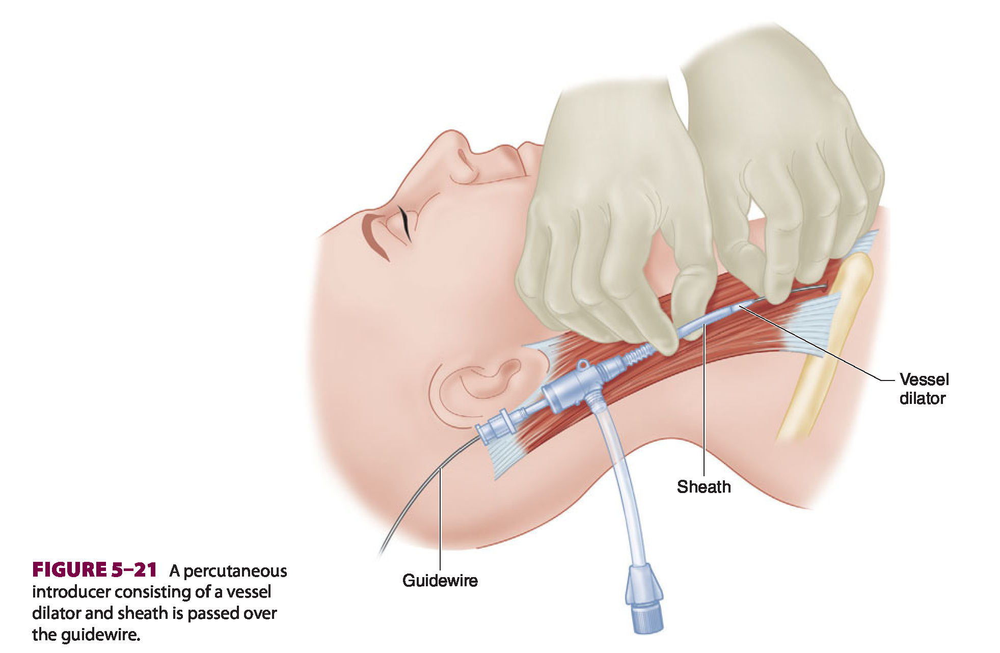 Vessel
dilator
Sheath
Guidewire
FIGURE 5–21 A percutaneous
introducer consisting of a vessel
dilator and sheath is passed over
the guidewire.